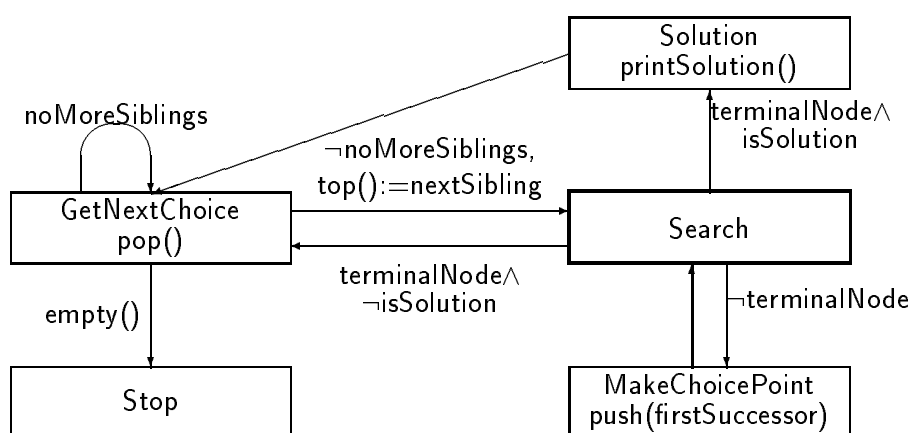 Solution
printSolution()
noMoreSiblings
terminalNode∧
isSolution
¬noMoreSiblings,
top():=nextSibling
GetNextChoice
pop()
Search
terminalNode∧
¬isSolution
empty()
¬terminalNode
Stop
MakeChoicePoint
push(firstSuccessor)